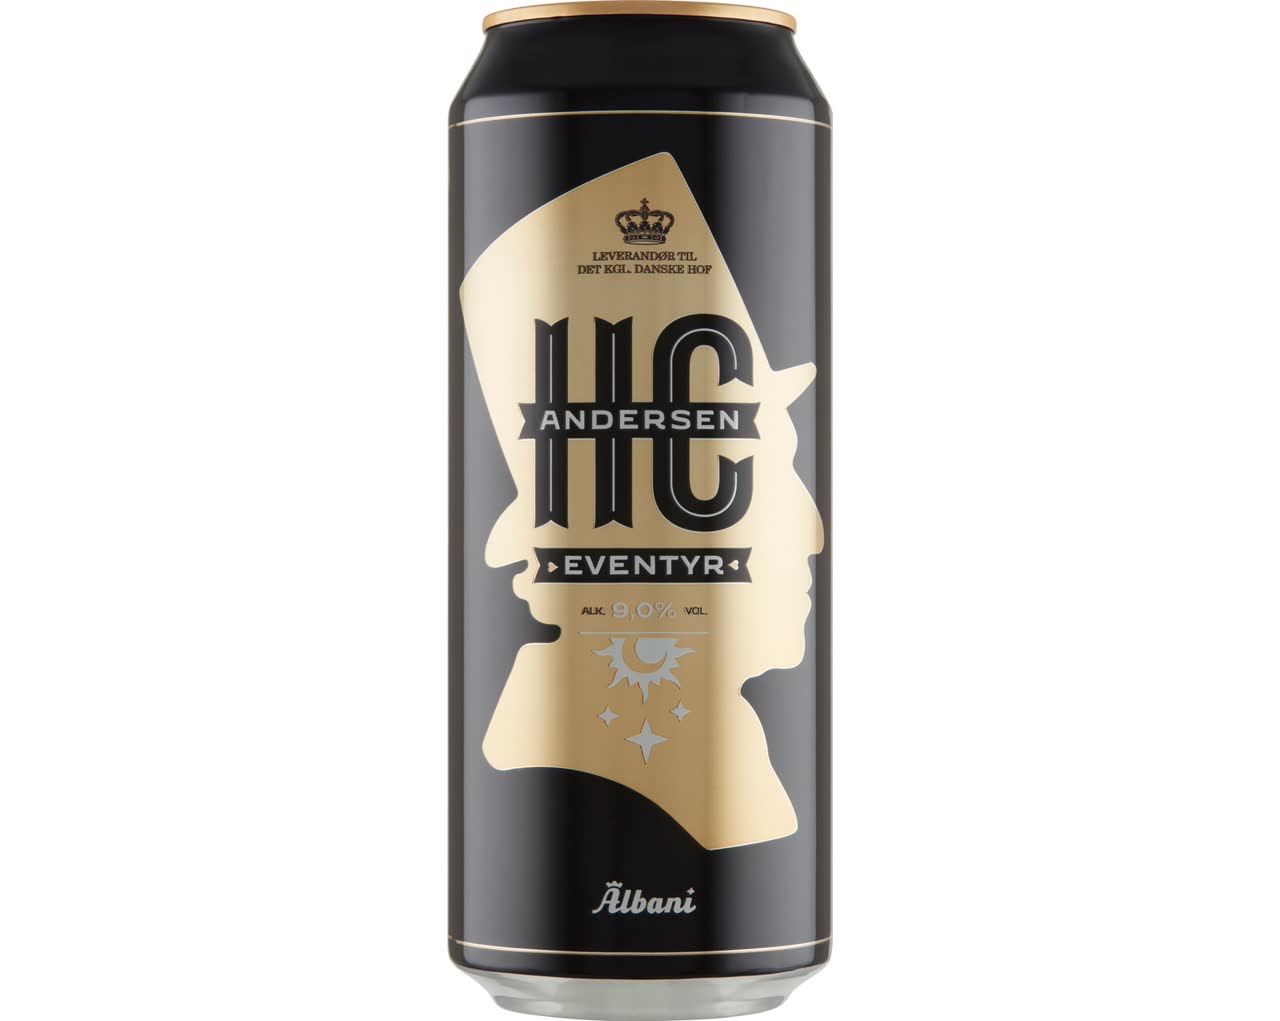 LEVERANDØR TIL
DET KGL. DANSKE HOF
HC
ANDERSEN
EVENTYR
ALK. 9,0% VOL.
Albani